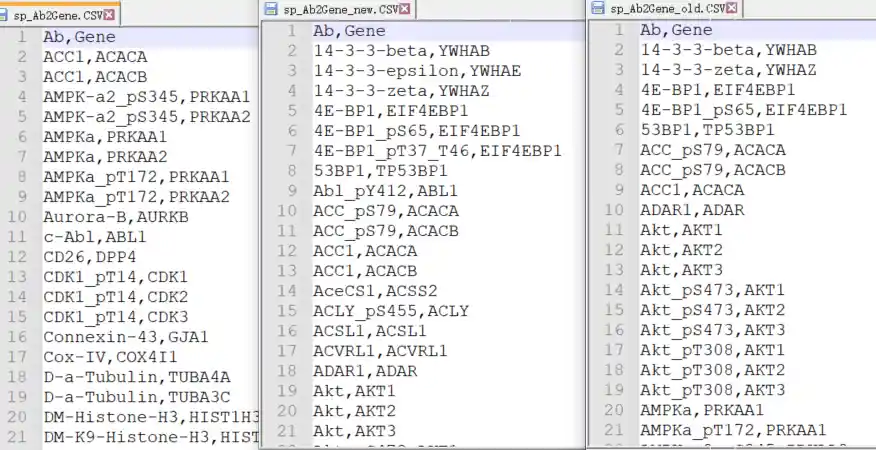 sp_Ab2Gene.CSV
1 Ab,Gene
2 ACC1,ACACA
3 ACC1,ACACB
4 AMPK-a2_pS345,PRKAA1
5 AMPK-a2_pS345,PRKAA2
6 AMPKa,PRKAA1
7 AMPKa,PRKAA2
8 AMPKa_pT172,PRKAA1
9 AMPKa_pT172,PRKAA2
10 Aurora-B,AURKB
11 c-Abl,ABL1
12 CD26,DPP4
13 CDK1_pT14,CDK1
14 CDK1_pT14,CDK2
15 CDK1_pT14,CDK3
16 Connexin-43,GJA1
17 Cox-IV,COX4I1
18 D-a-Tubulin,TUBA4A
19 D-a-Tubulin,TUBA3C
20 DM-Histone-H3,HIST1H3
21 DM-K9-Histone-H3,HIST
sp_Ab2Gene_new.CSV
1 Ab,Gene
2 14-3-3-beta,YWHAB
3 14-3-3-epsilon,YWHAE
4 14-3-3-zeta,YWHAZ
5 4E-BP1,EIF4EBP1
6 4E-BP1_pS65,EIF4EBP1
7 4E-BP1_pT37_T46,EIF4EBP1
8 53BP1,TP53BP1
9 Abl_pY412,ABL1
10 ACC_pS79,ACACA
11 ACC_pS79,ACACB
12 ACC1,ACACA
13 ACC1,ACACB
14 AceCS1,ACSS2
15 ACLY_pS455,ACLY
16 ACSL1,ACSL1
17 ACVRL1,ACVRL1
18 ADAR1,ADAR
19 Akt,AKT1
20 Akt,AKT2
21 Akt,AKT3
sp_Ab2Gene_old.CSV
1 Ab,Gene
2 14-3-3-beta,YWHAB
3 14-3-3-zeta,YWHAZ
4 4E-BP1,EIF4EBP1
5 4E-BP1_pS65,EIF4EBP1
6 53BP1,TP53BP1
7 ACC_pS79,ACACA
8 ACC_pS79,ACACB
9 ACC1,ACACA
10 ADAR1,ADAR
11 Akt,AKT1
12 Akt,AKT2
13 Akt,AKT3
14 Akt_pS473,AKT1
15 Akt_pS473,AKT2
16 Akt_pS473,AKT3
17 Akt_pT308,AKT1
18 Akt_pT308,AKT2
19 Akt_pT308,AKT3
20 AMPKa,PRKAA1
21 AMPKa_pT172,PRKAA1